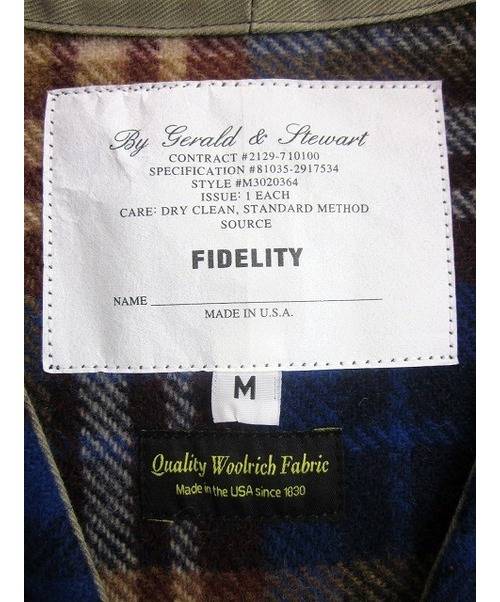 By Gerald & Stewart
CONTRACT #2129-710100
SPECIFICATION #81035-2917534
STYLE #M3020364
ISSUE: 1 EACH
CARE: DRY CLEAN, STANDARD METHOD
SOURCE
FIDELITY
NAME
MADE IN U.S.A.
M
Quality Woolrich Fabric
Made in the USA since 1830